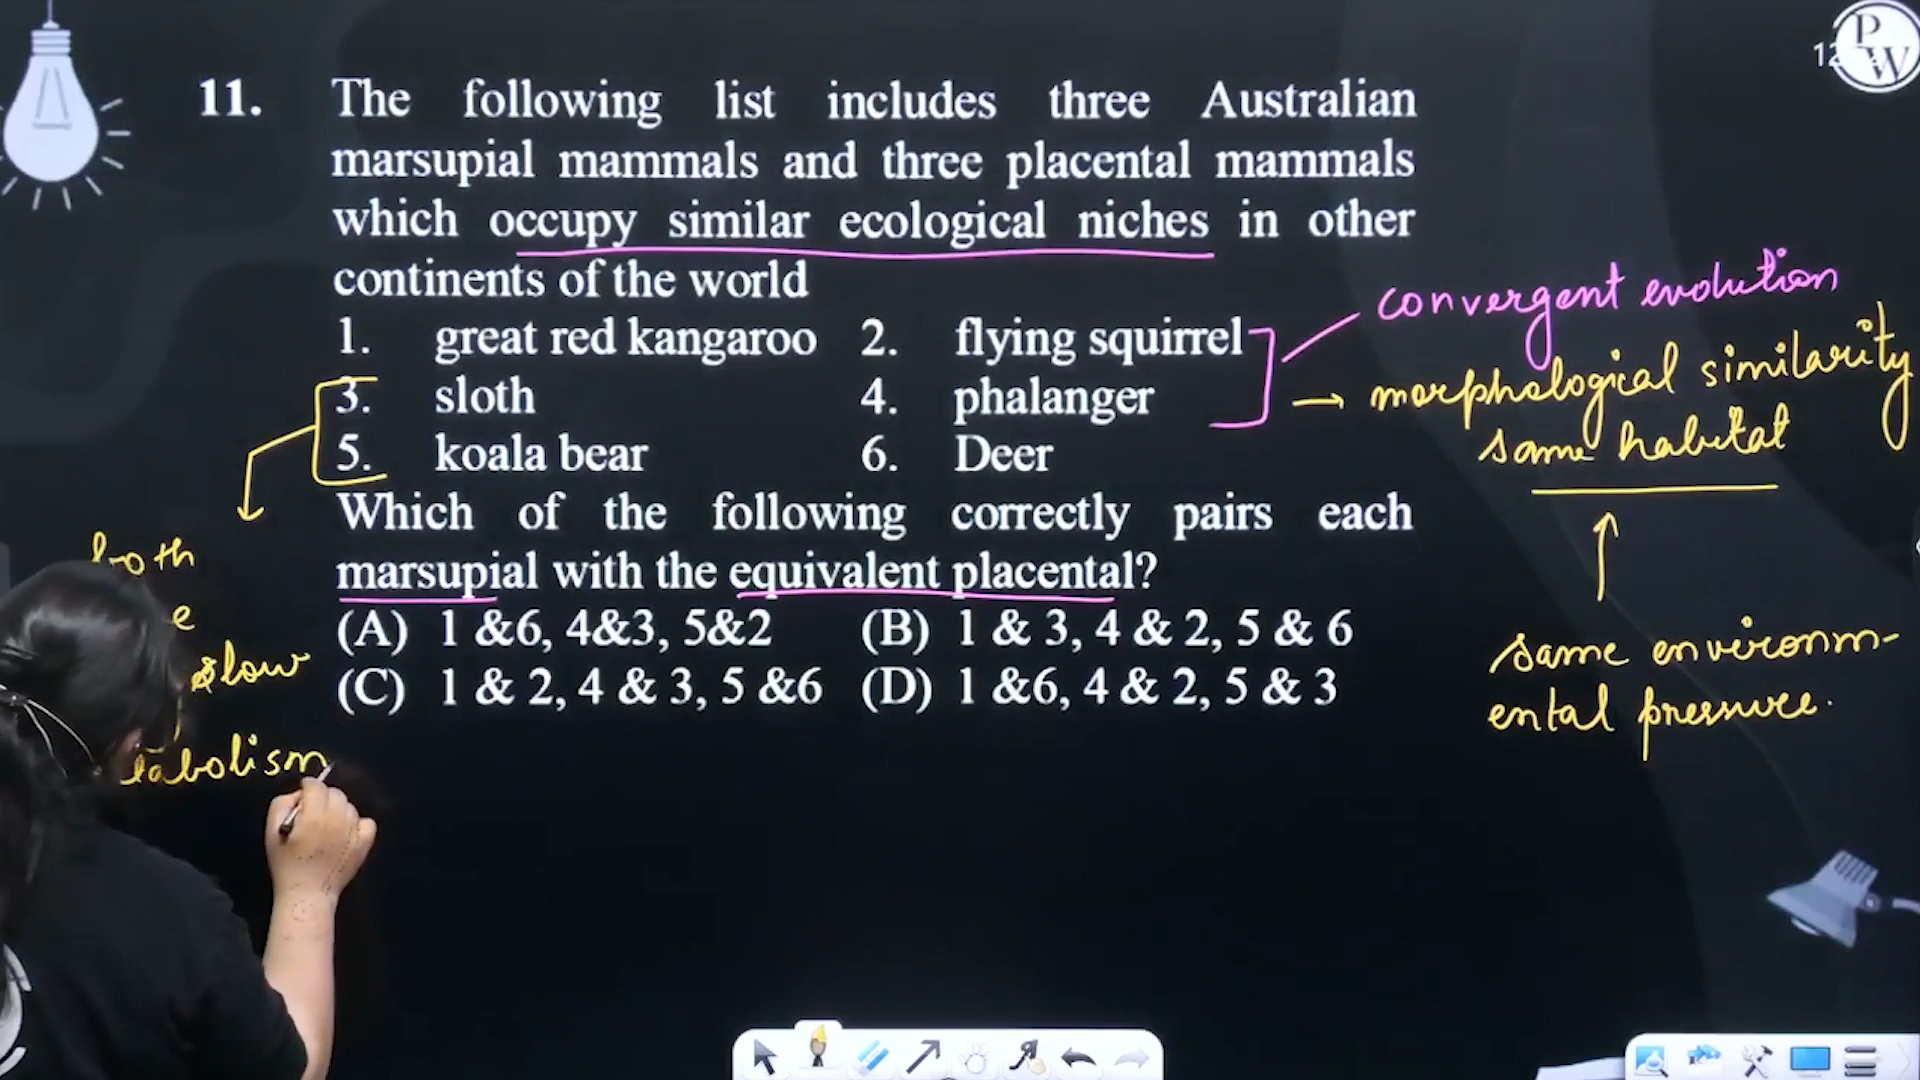 PW
12
11. The following list includes three Australian
marsupial mammals and three placental mammals
which occupy similar ecological niches in other
continents of the world
1. great red kangaroo 2. flying squirrel
3. sloth 4. phalanger
5. koala bear 6. Deer
Which of the following correctly pairs each
marsupial with the equivalent placental?
(A) 1 &6, 4&3, 5&2 (B) 1 & 3, 4 & 2, 5 & 6
(C) 1 & 2, 4 & 3, 5 &6 (D) 1 &6, 4 & 2, 5 & 3
convergent evolution
morphological similarity
same habitat
same environm-
ental pressure.
both
slow